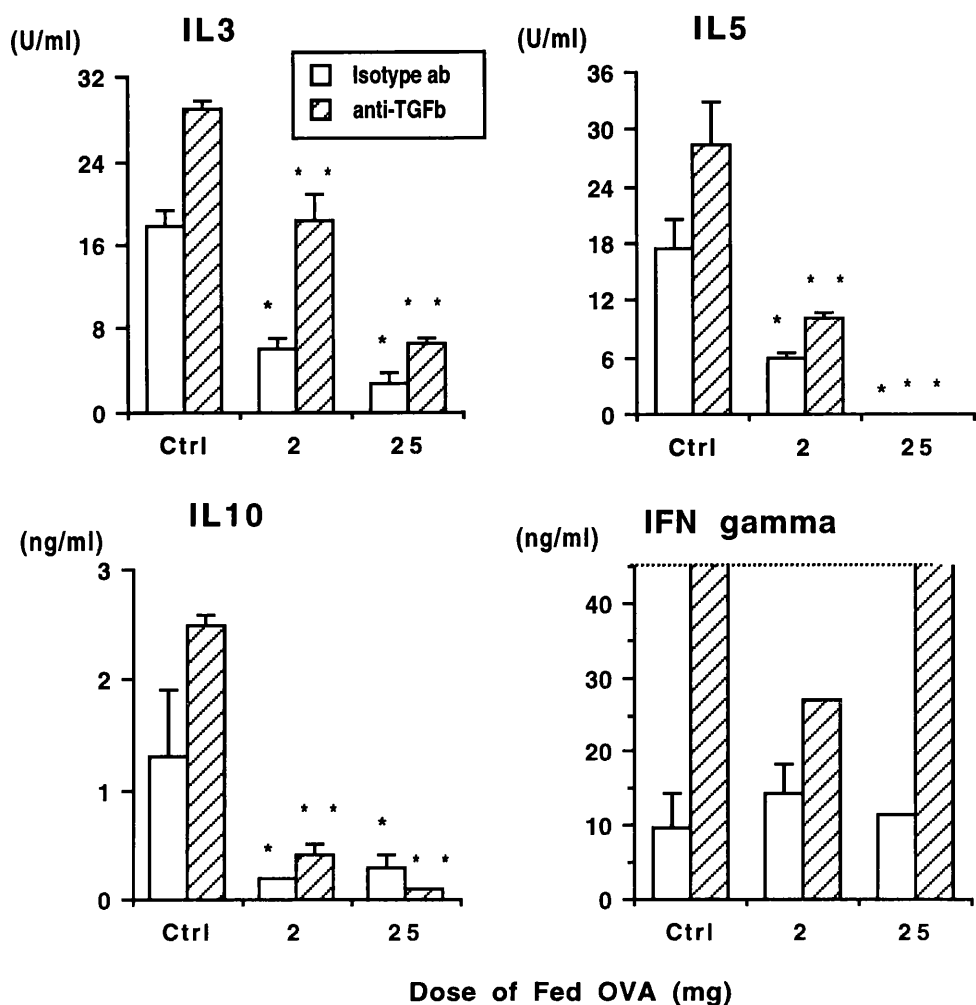 IL3
(U/ml)
32
24
16
8
0
Isotype ab
anti-TGFb
* *
*
* *
*
Ctrl 2 25
IL5
(U/ml)
36
30
24
18
12
6
0
* *
*
* * *
Ctrl 2 25
IL10
(ng/ml)
3
2
1
0
* *
*
*
* *
Ctrl 2 25
IFN gamma
(ng/ml)
40
30
20
10
0
Ctrl 2 25
Dose of Fed OVA (mg)